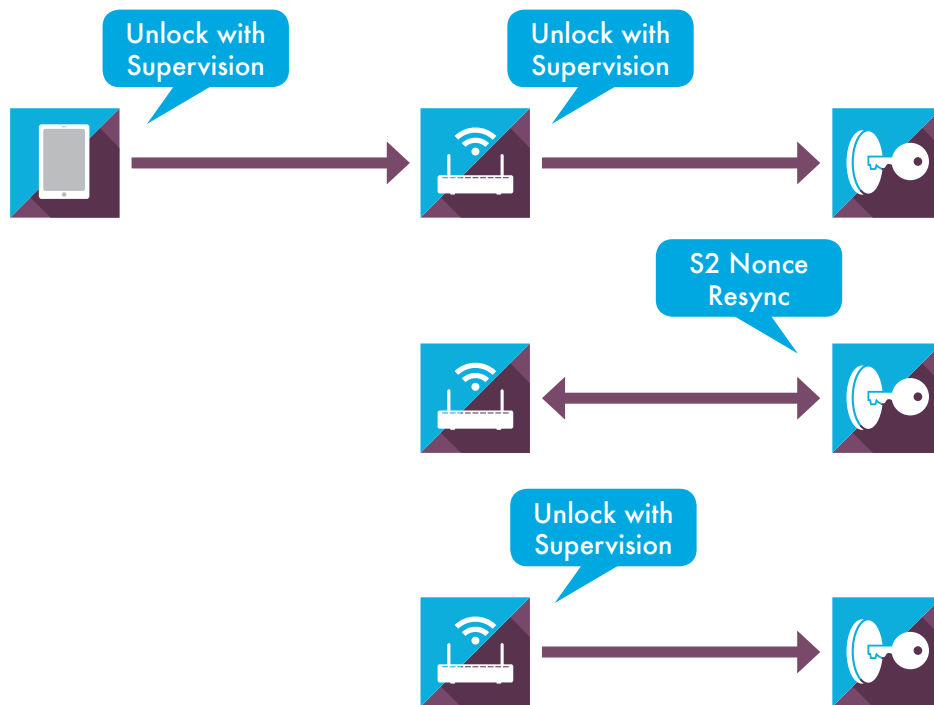 Unlock with
Supervision
Unlock with
Supervision
S2 Nonce
Resync
Unlock with
Supervision